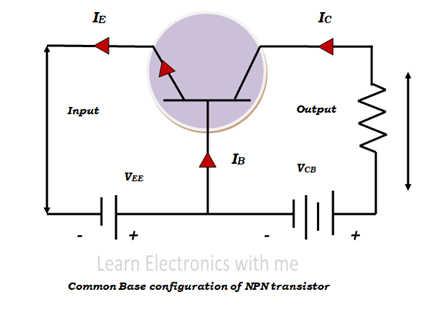 IE
IC
Input
Output
IB
VEE
VCB
- +
- +
Learn Electronics with me
Common Base configuration of NPN transistor